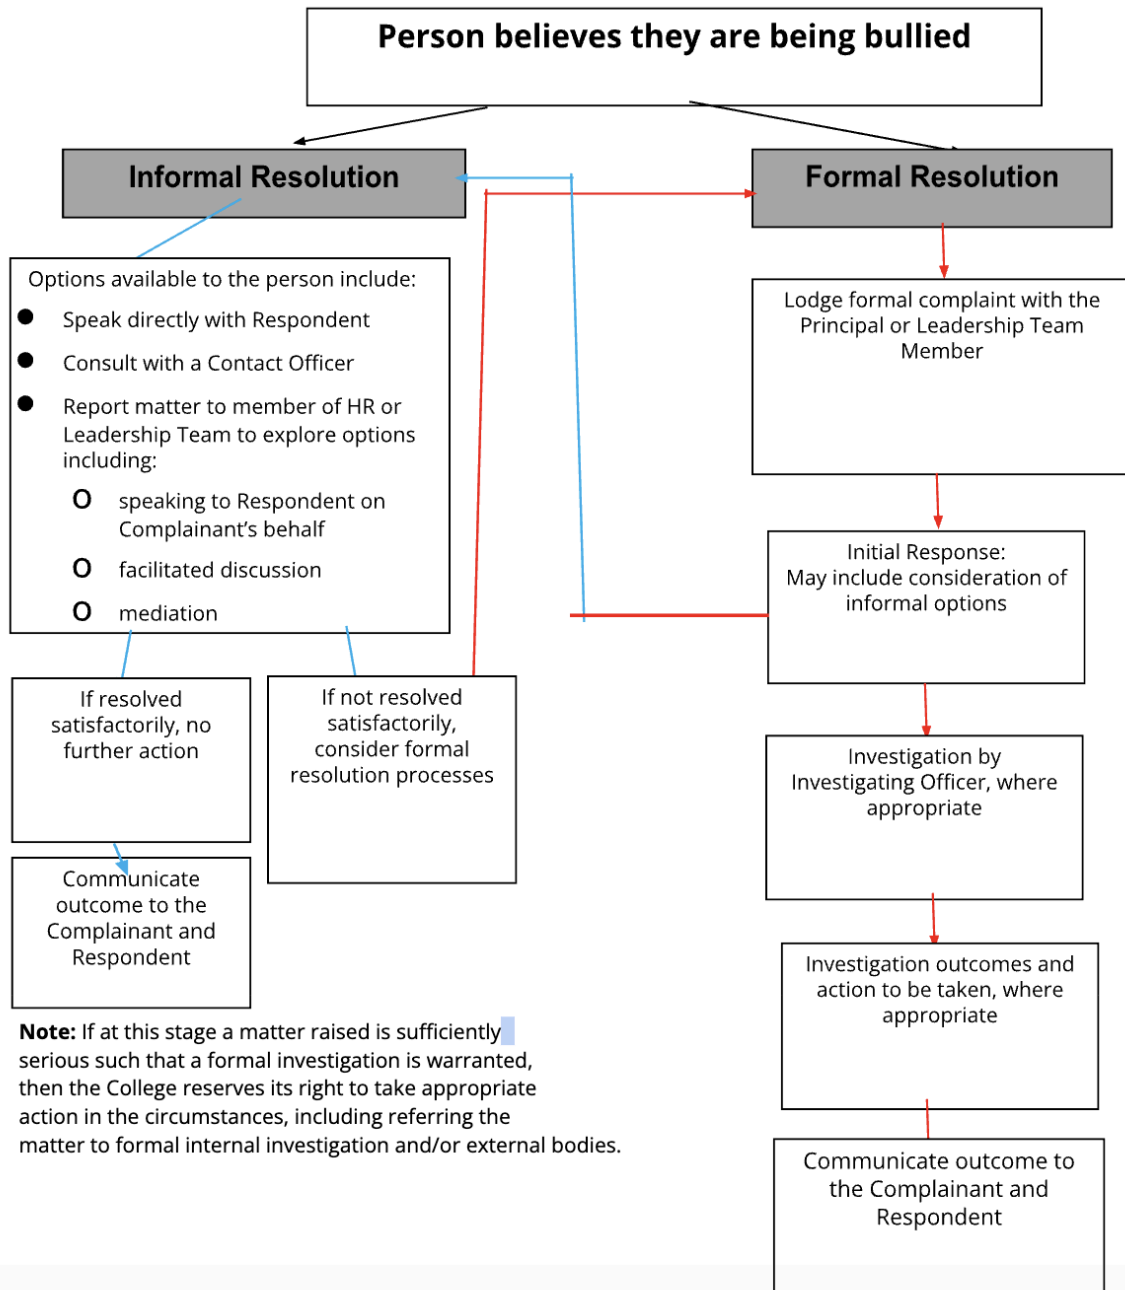 Person believes they are being bullied
Informal Resolution
Formal Resolution
Options available to the person include:
● Speak directly with Respondent
● Consult with a Contact Officer
● Report matter to member of HR or
Leadership Team to explore options
including:
o speaking to Respondent on
Complainant’s behalf
o facilitated discussion
o mediation
If resolved
satisfactorily, no
further action
If not resolved
satisfactorily,
consider formal
resolution processes
Communicate
outcome to the
Complainant and
Respondent
Note: If at this stage a matter raised is sufficiently
serious such that a formal investigation is warranted,
then the College reserves its right to take appropriate
action in the circumstances, including referring the
matter to formal internal investigation and/or external bodies.
Lodge formal complaint with the
Principal or Leadership Team
Member
Initial Response:
May include consideration of
informal options
Investigation by
Investigating Officer, where
appropriate
Investigation outcomes and
action to be taken, where
appropriate
Communicate outcome to
the Complainant and
Respondent